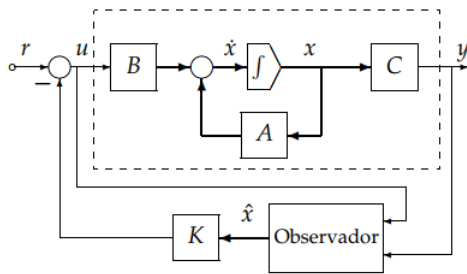 r − u B ẋ ∫ x C y
A
K x̂ Observador